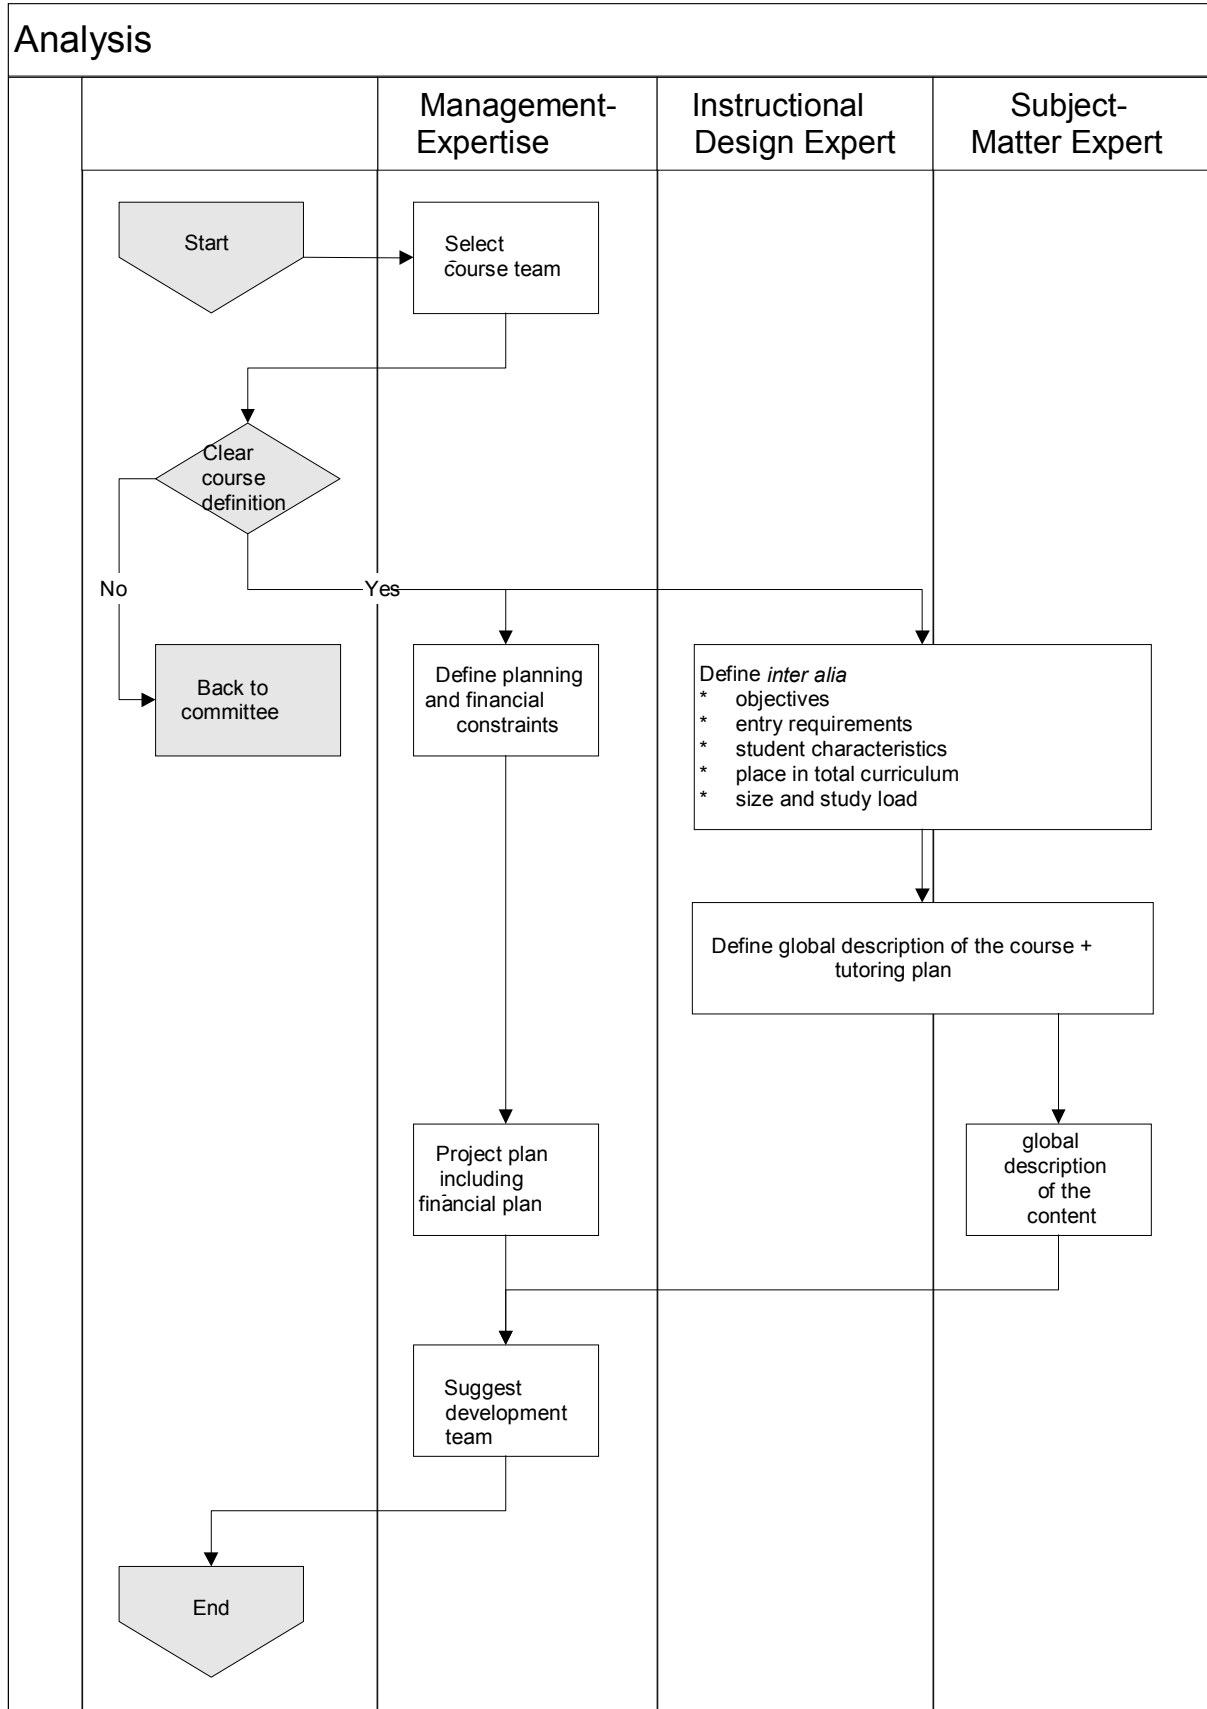 Analysis
Management-
Expertise
Instructional
Design Expert
Subject-
Matter Expert
Start
Select
course team
Clear
course
definition
No
Yes
Back to
committee
Define planning
and financial
constraints
Define inter alia
* objectives
* entry requirements
* student characteristics
* place in total curriculum
* size and study load
Define global description of the course +
tutoring plan
Project plan
including
financial plan
global
description
of the
content
Suggest
development
team
End